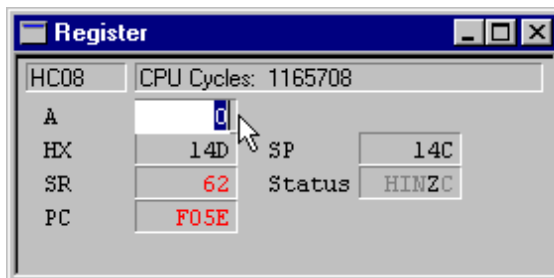 Register
HC08 CPU Cycles: 1165708
A 0
HX 14D SP 14C
SR 62 Status HINZC
PC F05E